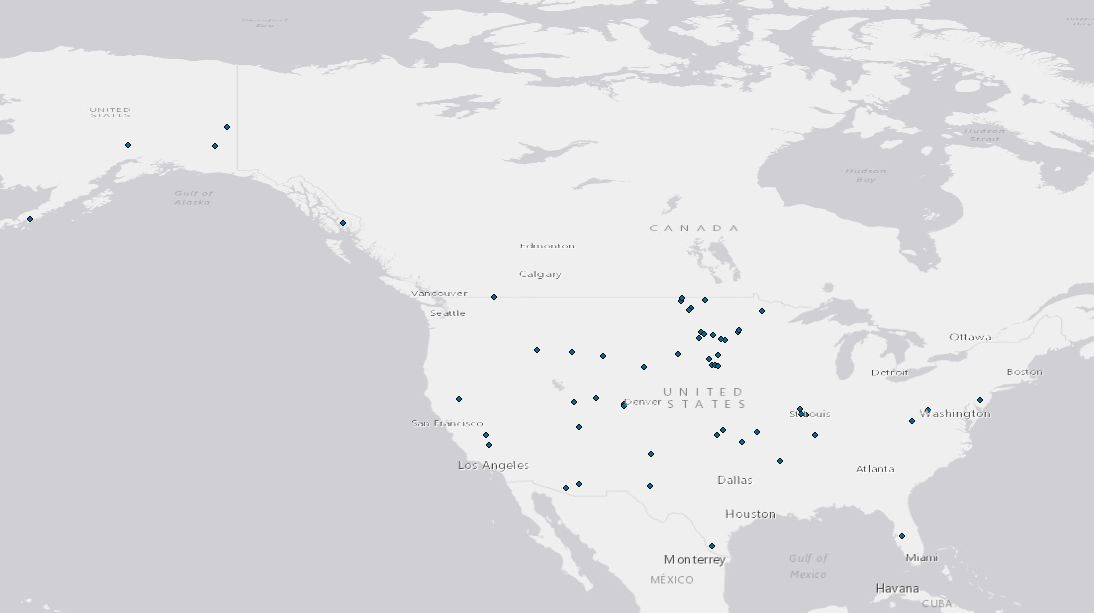 UNITED
STATES
Gulf of
Alaska
Hudson
Strait
Hudson
Bay
CANADA
Edmonton
Calgary
Vancouver
Seattle
Ottawa
Detroit
Boston
UNITED
STATES
Denver
St Louis
Washington
San Francisco
Los Angeles
Atlanta
Dallas
Houston
Monterrey
Gulf of
Mexico
Miami
MÉXICO
Havana
CUBA